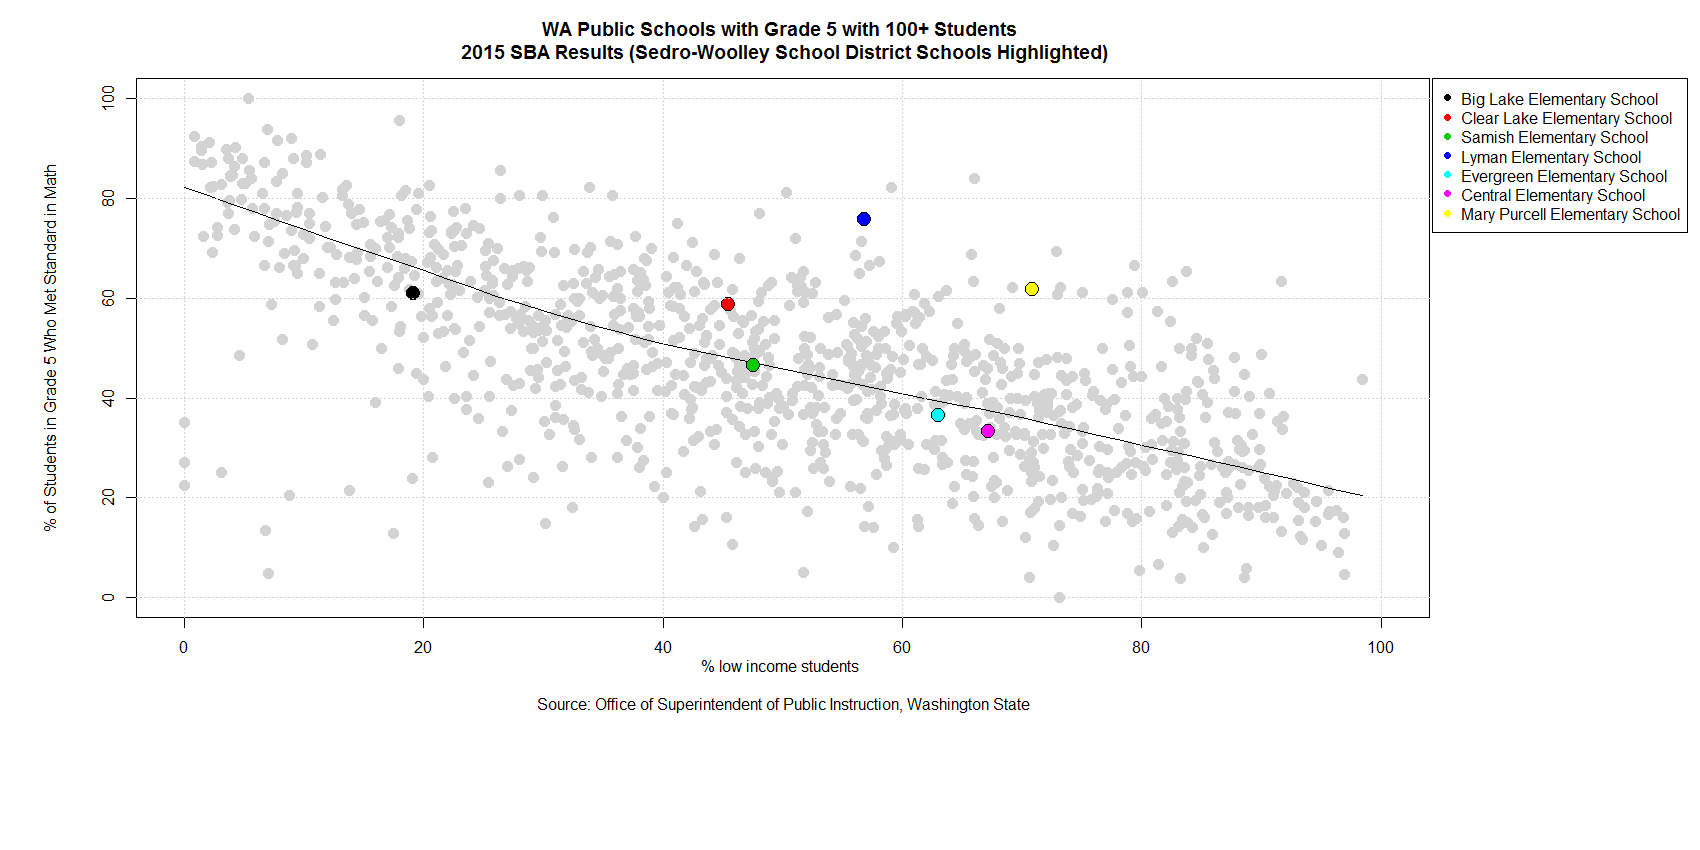 WA Public Schools with Grade 5 with 100+ Students
2015 SBA Results (Sedro-Woolley School District Schools Highlighted)
% of Students in Grade 5 Who Met Standard in Math
100
80
60
40
20
0
0 20 40 60 80 100
% low income students
Source: Office of Superintendent of Public Instruction, Washington State
Big Lake Elementary School
Clear Lake Elementary School
Samish Elementary School
Lyman Elementary School
Evergreen Elementary School
Central Elementary School
Mary Purcell Elementary School